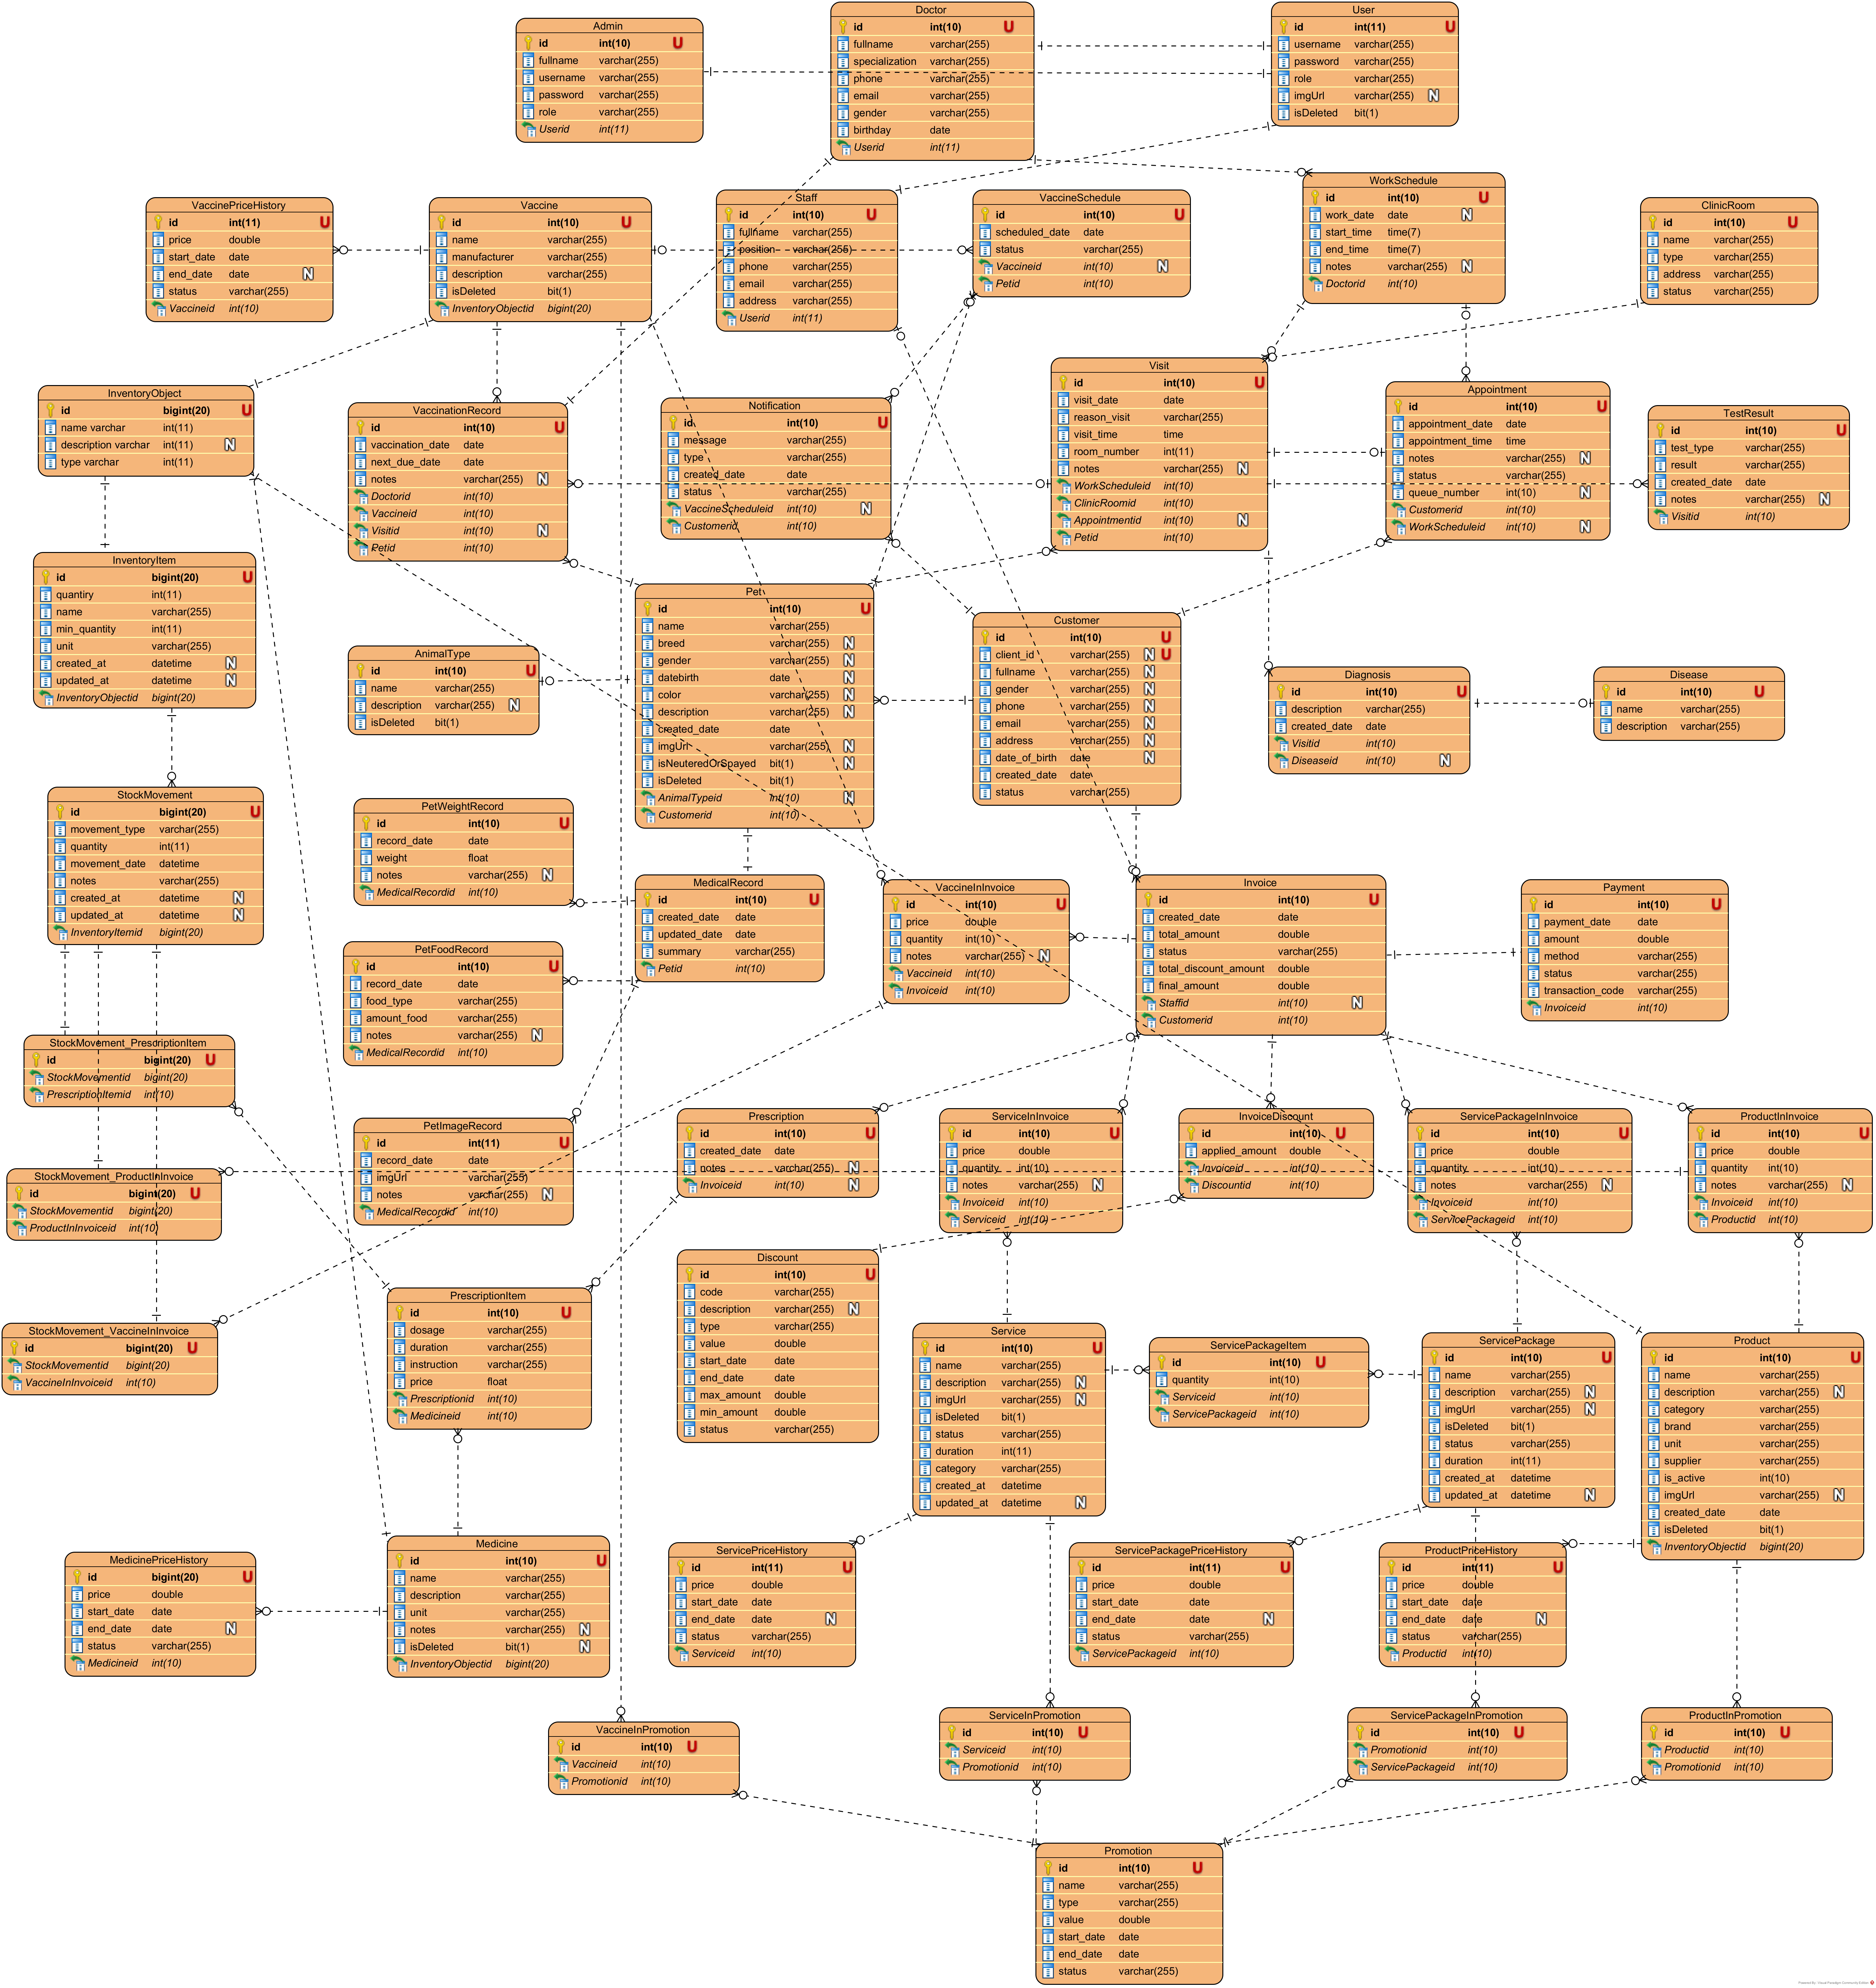 Admin
id int(10) U
fullname varchar(255)
username varchar(255)
password varchar(255)
role varchar(255)
Userid int(11)
Doctor
id int(10) U
fullname varchar(255)
specialization varchar(255)
phone varchar(255)
email varchar(255)
gender varchar(255)
birthday date
Userid int(11)
User
id int(11) U
username varchar(255)
password varchar(255)
role varchar(255)
imgUrl varchar(255) N
isDeleted bit(1)
VaccinePriceHistory
id int(11) U
price double
start_date date
end_date date N
status varchar(255)
Vaccineid int(10)
Vaccine
id int(10) U
name varchar(255)
manufacturer varchar(255)
description varchar(255)
isDeleted bit(1)
InventoryObjectid bigint(20)
Staff
id int(10) U
fullname varchar(255)
position varchar(255)
phone varchar(255)
email varchar(255)
address varchar(255)
Userid int(11)
VaccineSchedule
id int(10) U
scheduled_date date
status varchar(255)
Vaccineid int(10) N
Petid int(10)
WorkSchedule
id int(10) U
work_date date N
start_time time(7)
end_time time(7)
notes varchar(255) N
Doctorid int(10)
ClinicRoom
id int(10) U
name varchar(255)
type varchar(255)
address varchar(255)
status varchar(255)
InventoryObject
id bigint(20) U
name varchar int(11)
description varchar int(11) N
type varchar int(11)
VaccinationRecord
id int(10) U
vaccination_date date
next_due_date date
notes varchar(255) N
Doctorid int(10)
Vaccineid int(10)
Visitid int(10) N
Petid int(10)
Notification
id int(10) U
message varchar(255)
type varchar(255)
created_date date
status varchar(255)
VaccineScheduleid int(10) N
Customerid int(10)
Visit
id int(10) U
visit_date date
reason_visit varchar(255)
visit_time time
room_number int(11)
notes varchar(255) N
WorkScheduleid int(10)
ClinicRoomid int(10)
Appointmentid int(10) N
Petid int(10)
Appointment
id int(10) U
appointment_date date
appointment_time time
notes varchar(255) N
status varchar(255)
queue_number int(10) N
Customerid int(10)
WorkScheduleid int(10) N
TestResult
id int(10) U
test_type varchar(255)
result varchar(255)
created_date date
notes varchar(255) N
Visitid int(10)
InventoryItem
id bigint(20) U
quantiry int(11)
name varchar(255)
min_quantity int(11)
unit varchar(255)
created_at datetime N
updated_at datetime N
InventoryObjectid bigint(20)
AnimalType
id int(10) U
name varchar(255)
description varchar(255) N
isDeleted bit(1)
Pet
id int(10) U
name varchar(255)
breed varchar(255) N
gender varchar(255) N
datebirth date N
color varchar(255) N
description varchar(255) N
created_date date
imgUrl varchar(255) N
isNeuteredOrSpayed bit(1) N
isDeleted bit(1)
AnimalTypeid int(10) N
Customerid int(10)
Customer
id int(10) U
client_id varchar(255) N U
fullname varchar(255) N
gender varchar(255) N
phone varchar(255) N
email varchar(255) N
address varchar(255) N
date_of_birth date N
created_date date
status varchar(255)
Diagnosis
id int(10) U
description varchar(255)
created_date date
Visitid int(10)
Diseaseid int(10) N
Disease
id int(10) U
name varchar(255)
description varchar(255)
StockMovement
id bigint(20) U
movement_type varchar(255)
quantity int(11)
movement_date datetime
notes varchar(255)
created_at datetime N
updated_at datetime N
InventoryItemid bigint(20)
PetWeightRecord
id int(10) U
record_date date
weight float
notes varchar(255) N
MedicalRecordid int(10)
MedicalRecord
id int(10) U
created_date date
updated_date date
summary varchar(255)
Petid int(10)
VaccineInInvoice
id int(10) U
price double
quantity int(10)
notes varchar(255) N
Vaccineid int(10)
Invoiceid int(10)
Invoice
id int(10) U
created_date date
total_amount double
status varchar(255)
total_discount_amount double
final_amount double
Staffid int(10) N
Customerid int(10)
Payment
id int(10) U
payment_date date
amount double
method varchar(255)
status varchar(255)
transaction_code varchar(255)
Invoiceid int(10)
PetFoodRecord
id int(10) U
record_date date
food_type varchar(255)
amount_food varchar(255)
notes varchar(255) N
MedicalRecordid int(10)
StockMovement_PresdriptionItem
id bigint(20) U
StockMovementid bigint(20)
PrescriptionItemid int(10)
PetImageRecord
id int(11) U
record_date date
imgUrl varchar(255)
notes varchar(255) N
MedicalRecordid int(10)
Prescription
id int(10) U
created_date date
notes varchar(255) N
Invoiceid int(10) N
ServiceInInvoice
id int(10) U
price double
quantity int(10)
notes varchar(255) N
Invoiceid int(10)
Serviceid int(10)
InvoiceDiscount
id int(10) U
applied_amount double
Invoiceid int(10)
Discountid int(10)
ServicePackageInInvoice
id int(10) U
price double
quantity int(10)
notes varchar(255) N
Invoiceid int(10)
ServicePackageid int(10)
ProductInInvoice
id int(10) U
price double
quantity int(10)
notes varchar(255) N
Invoiceid int(10)
Productid int(10)
StockMovement_ProductInInvoice
id bigint(20) U
StockMovementid bigint(20)
ProductInInvoiceid int(10)
StockMovement_VaccineInInvoice
id bigint(20) U
StockMovementid bigint(20)
VaccineInInvoiceid int(10)
PrescriptionItem
id int(10) U
dosage varchar(255)
duration varchar(255)
instruction varchar(255)
price float
Prescriptionid int(10)
Medicineid int(10)
Discount
id int(10) U
code varchar(255)
description varchar(255) N
type varchar(255)
value double
start_date date
end_date date
max_amount double
min_amount double
status varchar(255)
Service
id int(10) U
name varchar(255)
description varchar(255) N
imgUrl varchar(255) N
isDeleted bit(1)
status varchar(255)
duration int(11)
category varchar(255)
created_at datetime
updated_at datetime N
ServicePackageItem
id int(10) U
quantity int(10)
Serviceid int(10)
ServicePackageid int(10)
ServicePackage
id int(10) U
name varchar(255)
description varchar(255) N
imgUrl varchar(255) N
isDeleted bit(1)
status varchar(255)
duration int(11)
created_at datetime
updated_at datetime N
Product
id int(10) U
name varchar(255)
description varchar(255) N
category varchar(255)
brand varchar(255)
unit varchar(255)
supplier varchar(255)
is_active int(10)
imgUrl varchar(255) N
created_date date
isDeleted bit(1)
InventoryObjectid bigint(20)
MedicinePriceHistory
id bigint(20) U
price double
start_date date
end_date date N
status varchar(255)
Medicineid int(10)
Medicine
id int(10) U
name varchar(255)
description varchar(255)
unit varchar(255)
notes varchar(255) N
isDeleted bit(1) N
InventoryObjectid bigint(20)
ServicePriceHistory
id int(11) U
price double
start_date date
end_date date N
status varchar(255)
Serviceid int(10)
ServicePackagePriceHistory
id int(11) U
price double
start_date date
end_date date N
status varchar(255)
ServicePackageid int(10)
ProductPriceHistory
id int(11) U
price double
start_date date
end_date date N
status varchar(255)
Productid int(10)
VaccineInPromotion
id int(10) U
Vaccineid int(10)
Promotionid int(10)
ServiceInPromotion
id int(10) U
Serviceid int(10)
Promotionid int(10)
ServicePackageInPromotion
id int(10) U
Promotionid int(10)
ServicePackageid int(10)
ProductInPromotion
id int(10) U
Productid int(10)
Promotionid int(10)
Promotion
id int(10) U
name varchar(255)
type varchar(255)
value double
start_date date
end_date date
status varchar(255)